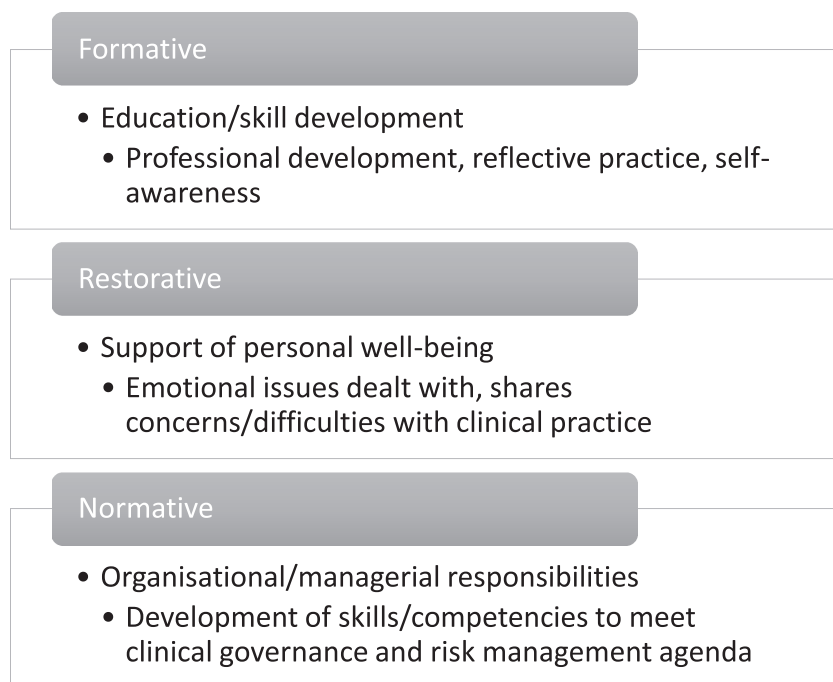 Formative
• Education/skill development
• Professional development, reflective practice, self-
awareness
Restorative
• Support of personal well-being
• Emotional issues dealt with, shares
concerns/difficulties with clinical practice
Normative
• Organisational/managerial responsibilities
• Development of skills/competencies to meet
clinical governance and risk management agenda